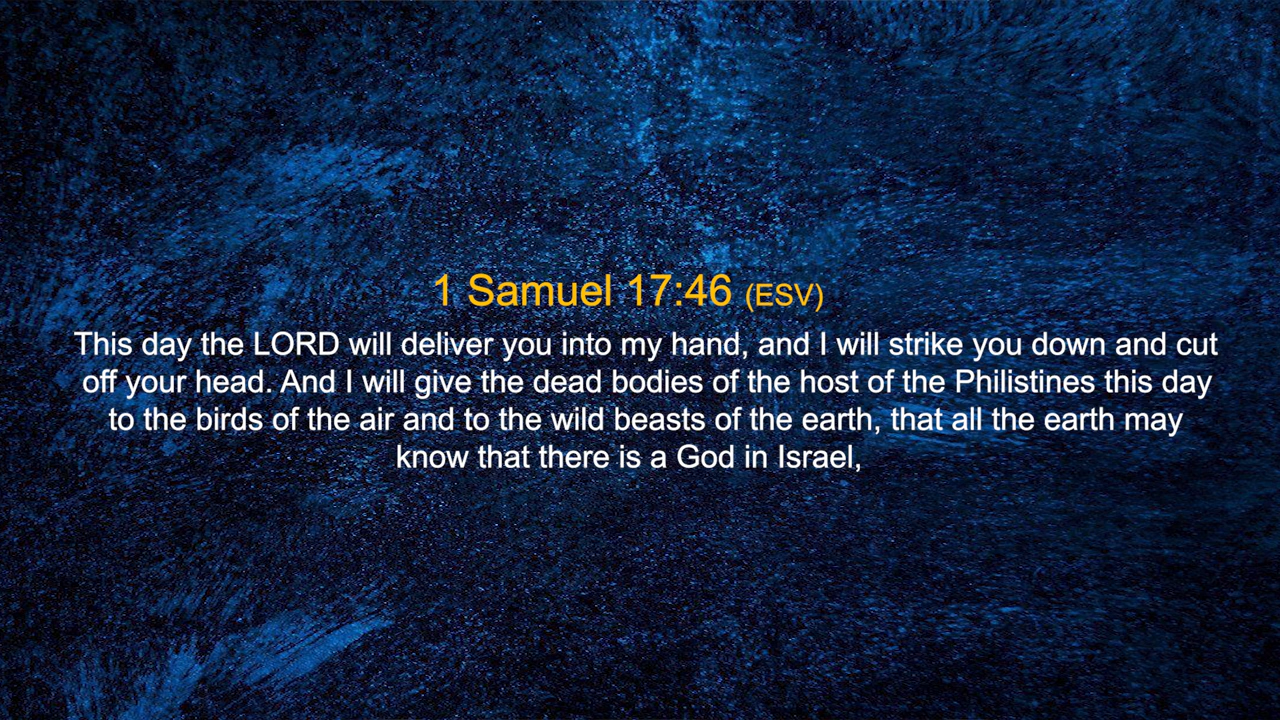 1 Samuel 17:46 (ESV)
This day the LORD will deliver you into my hand, and I will strike you down and cut
off your head. And I will give the dead bodies of the host of the Philistines this day
to the birds of the air and to the wild beasts of the earth, that all the earth may
know that there is a God in Israel,